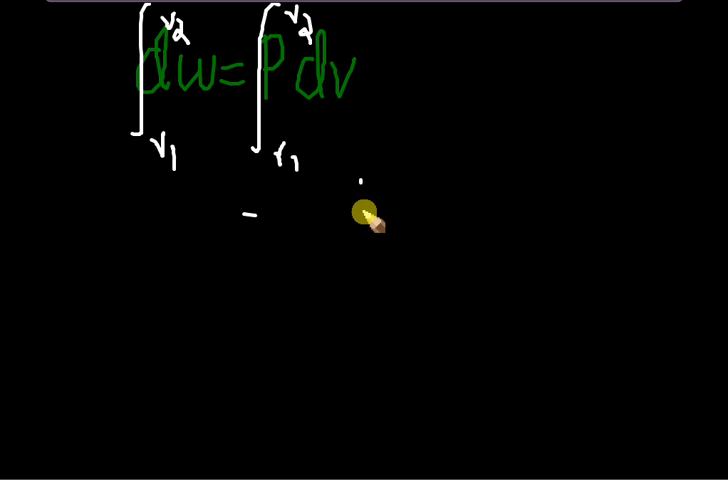 ∫_{V1}^{V2} dw = ∫_{V1}^{V2} P dv
-